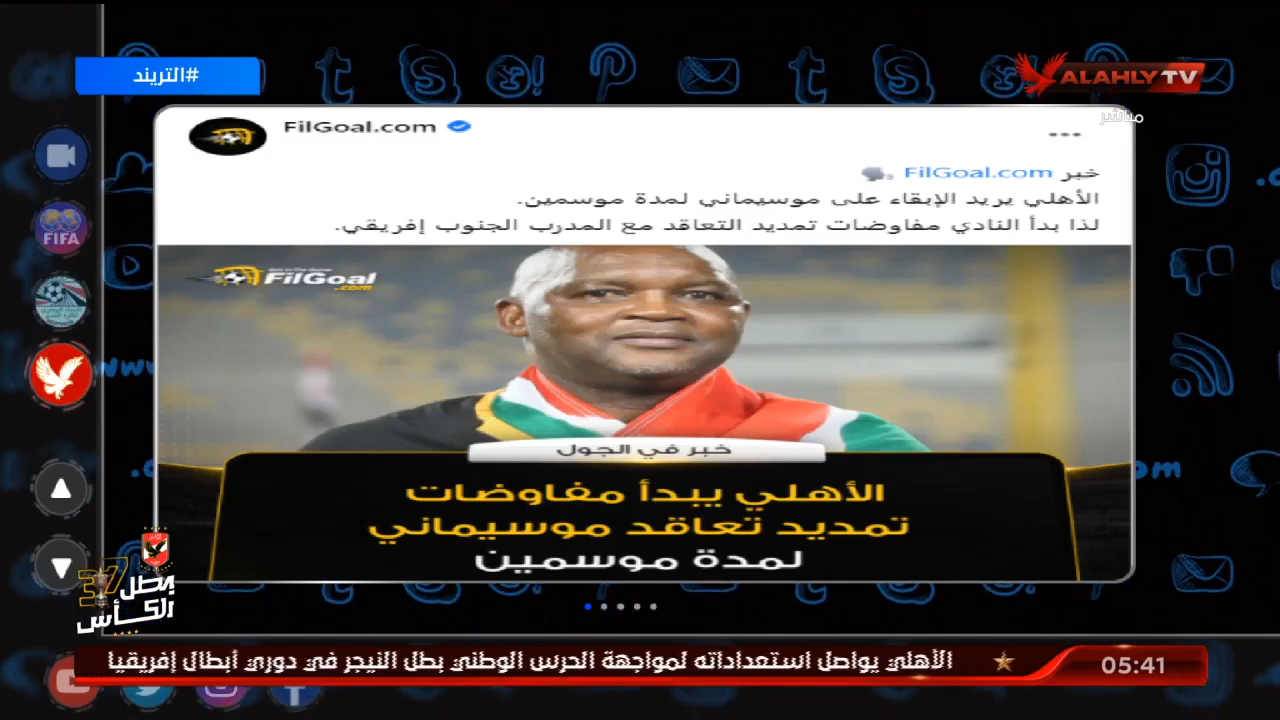 #التريند
ALAHLY TV
مباشر
FilGoal.com
خبر FilGoal.com
الأهلي يريد الإبقاء على موسيماني لمدة موسمين.
لذا بدأ النادي مفاوضات تمديد التعاقد مع المدرب الجنوب إفريقي.
FilGoal
.com
خبر في الجول
الأهلي يبدأ مفاوضات
تمديد تعاقد موسيماني
لمدة موسمين
FIFA
بطل 37
الكأس
الأهلي يواصل استعداداته لمواجهة الحرس الوطني بطل النيجر في دوري أبطال إفريقيا
05:41